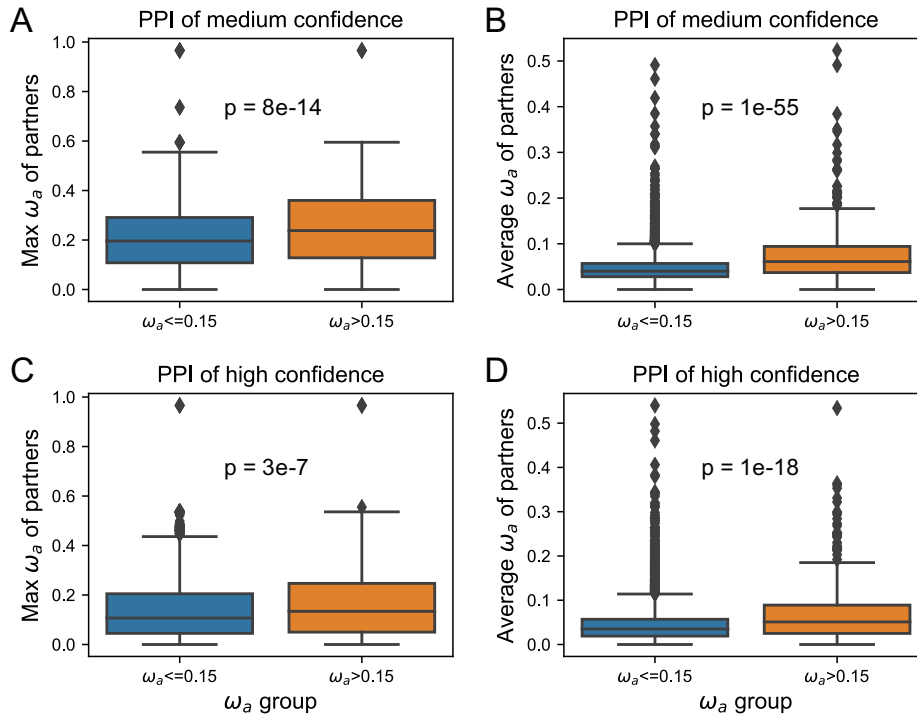 A
PPI of medium confidence
Max ωa of partners
1.0
0.8
0.6
0.4
0.2
0.0
p = 8e-14
ωa<=0.15
ωa>0.15
B
PPI of medium confidence
Average ωa of partners
0.5
0.4
0.3
0.2
0.1
0.0
p = 1e-55
ωa<=0.15
ωa>0.15
C
PPI of high confidence
Max ωa of partners
1.0
0.8
0.6
0.4
0.2
0.0
p = 3e-7
ωa<=0.15
ωa>0.15
ωa group
D
PPI of high confidence
Average ωa of partners
0.5
0.4
0.3
0.2
0.1
0.0
p = 1e-18
ωa<=0.15
ωa>0.15
ωa group